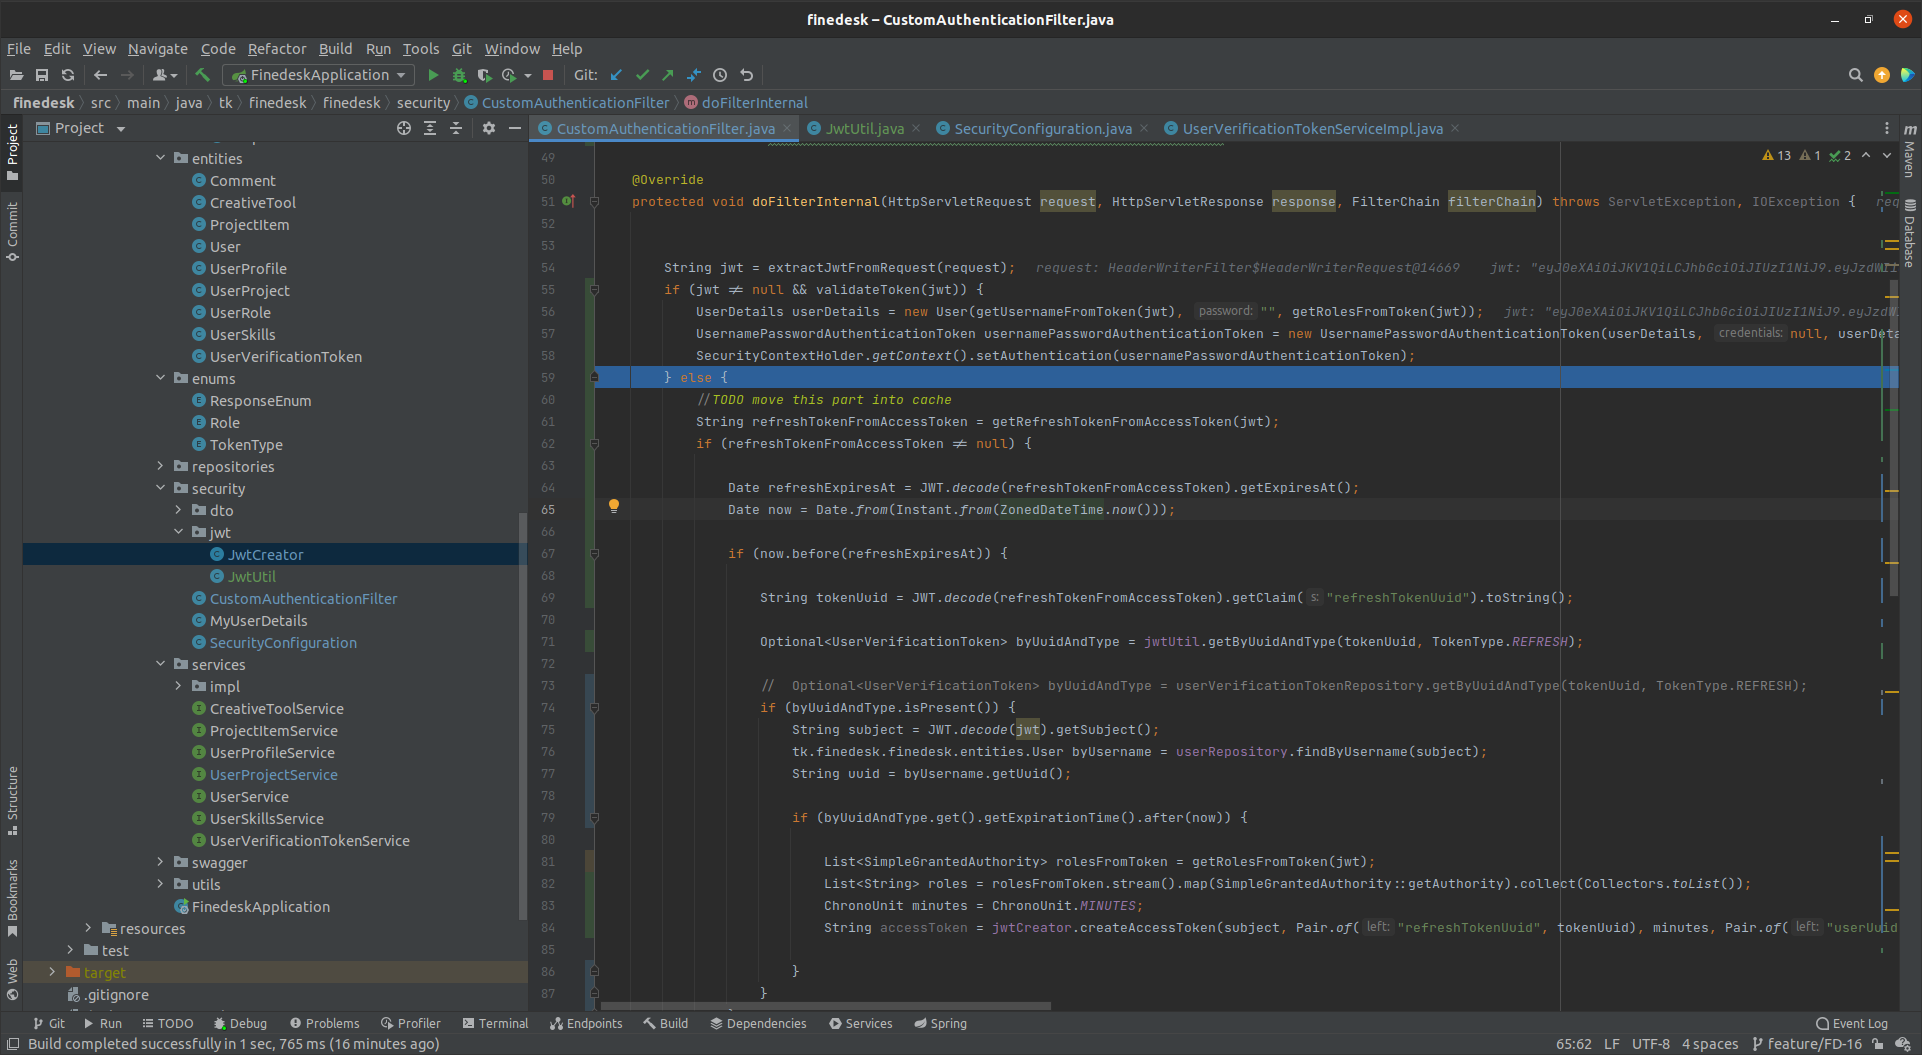 finedesk – CustomAuthenticationFilter.java
File Edit View Navigate Code Refactor Build Run Tools Git Window Help
FinedeskApplication Git:
finedesk src main java tk finedesk finedesk security CustomAuthenticationFilter doFilterInternal
Project
CustomAuthenticationFilter.java JwtUtil.java SecurityConfiguration.java UserVerificationTokenServiceImpl.java
Project
Commit
Structure
Bookmarks
Web
entities
Comment
CreativeTool
ProjectItem
User
UserProfile
UserProject
UserRole
UserSkills
UserVerificationToken
enums
ResponseEnum
Role
TokenType
repositories
security
dto
jwt
JwtCreator
JwtUtil
CustomAuthenticationFilter
MyUserDetails
SecurityConfiguration
services
impl
CreativeToolService
ProjectItemService
UserProfileService
UserProjectService
UserService
UserSkillsService
UserVerificationTokenService
swagger
utils
FinedeskApplication
resources
test
target
.gitignore
13 1 2
49
50 @Override
51 protected void doFilterInternal(HttpServletRequest request, HttpServletResponse response, FilterChain filterChain) throws ServletException, IOException { req
52
53
54 String jwt = extractJwtFromRequest(request); request: HeaderWriterFilter$HeaderWriterRequest@14669 jwt: "eyJ0eXAiOiJKV1QiLCJhbGciOiJIUzI1NiJ9.eyJzdWIi
55 if (jwt ≠ null && validateToken(jwt)) {
56 UserDetails userDetails = new User(getUsernameFromToken(jwt), password: "", getRolesFromToken(jwt)); jwt: "eyJ0eXAiOiJKV1QiLCJhbGciOiJIUzI1NiJ9.eyJzdW
57 UsernamePasswordAuthenticationToken usernamePasswordAuthenticationToken = new UsernamePasswordAuthenticationToken(userDetails, credentials: null, userDeta
58 SecurityContextHolder.getContext().setAuthentication(usernamePasswordAuthenticationToken);
59 } else {
60 //TODO move this part into cache
61 String refreshTokenFromAccessToken = getRefreshTokenFromAccessToken(jwt);
62 if (refreshTokenFromAccessToken ≠ null) {
63
64 Date refreshExpiresAt = JWT.decode(refreshTokenFromAccessToken).getExpiresAt();
65 Date now = Date.from(Instant.from(ZonedDateTime.now()));
66
67 if (now.before(refreshExpiresAt)) {
68
69 String tokenUuid = JWT.decode(refreshTokenFromAccessToken).getClaim( s: "refreshTokenUuid").toString();
70
71 Optional<UserVerificationToken> byUuidAndType = jwtUtil.getByUuidAndType(tokenUuid, TokenType.REFRESH);
72
73 // Optional<UserVerificationToken> byUuidAndType = userVerificationTokenRepository.getByUuidAndType(tokenUuid, TokenType.REFRESH);
74 if (byUuidAndType.isPresent()) {
75 String subject = JWT.decode(jwt).getSubject();
76 tk.finedesk.finedesk.entities.User byUsername = userRepository.findByUsername(subject);
77 String uuid = byUsername.getUuid();
78
79 if (byUuidAndType.get().getExpirationTime().after(now)) {
80
81 List<SimpleGrantedAuthority> rolesFromToken = getRolesFromToken(jwt);
82 List<String> roles = rolesFromToken.stream().map(SimpleGrantedAuthority::getAuthority).collect(Collectors.toList());
83 ChronoUnit minutes = ChronoUnit.MINUTES;
84 String accessToken = jwtCreator.createAccessToken(subject, Pair.of( left: "refreshTokenUuid", tokenUuid), minutes, Pair.of( left: "userUuid
85
86 }
87 }
m Maven
Database
Git Run TODO Debug Problems Profiler Terminal Endpoints Build Dependencies Services Spring Event Log
Build completed successfully in 1 sec, 765 ms (16 minutes ago) 65:62 LF UTF-8 4 spaces feature/FD-16